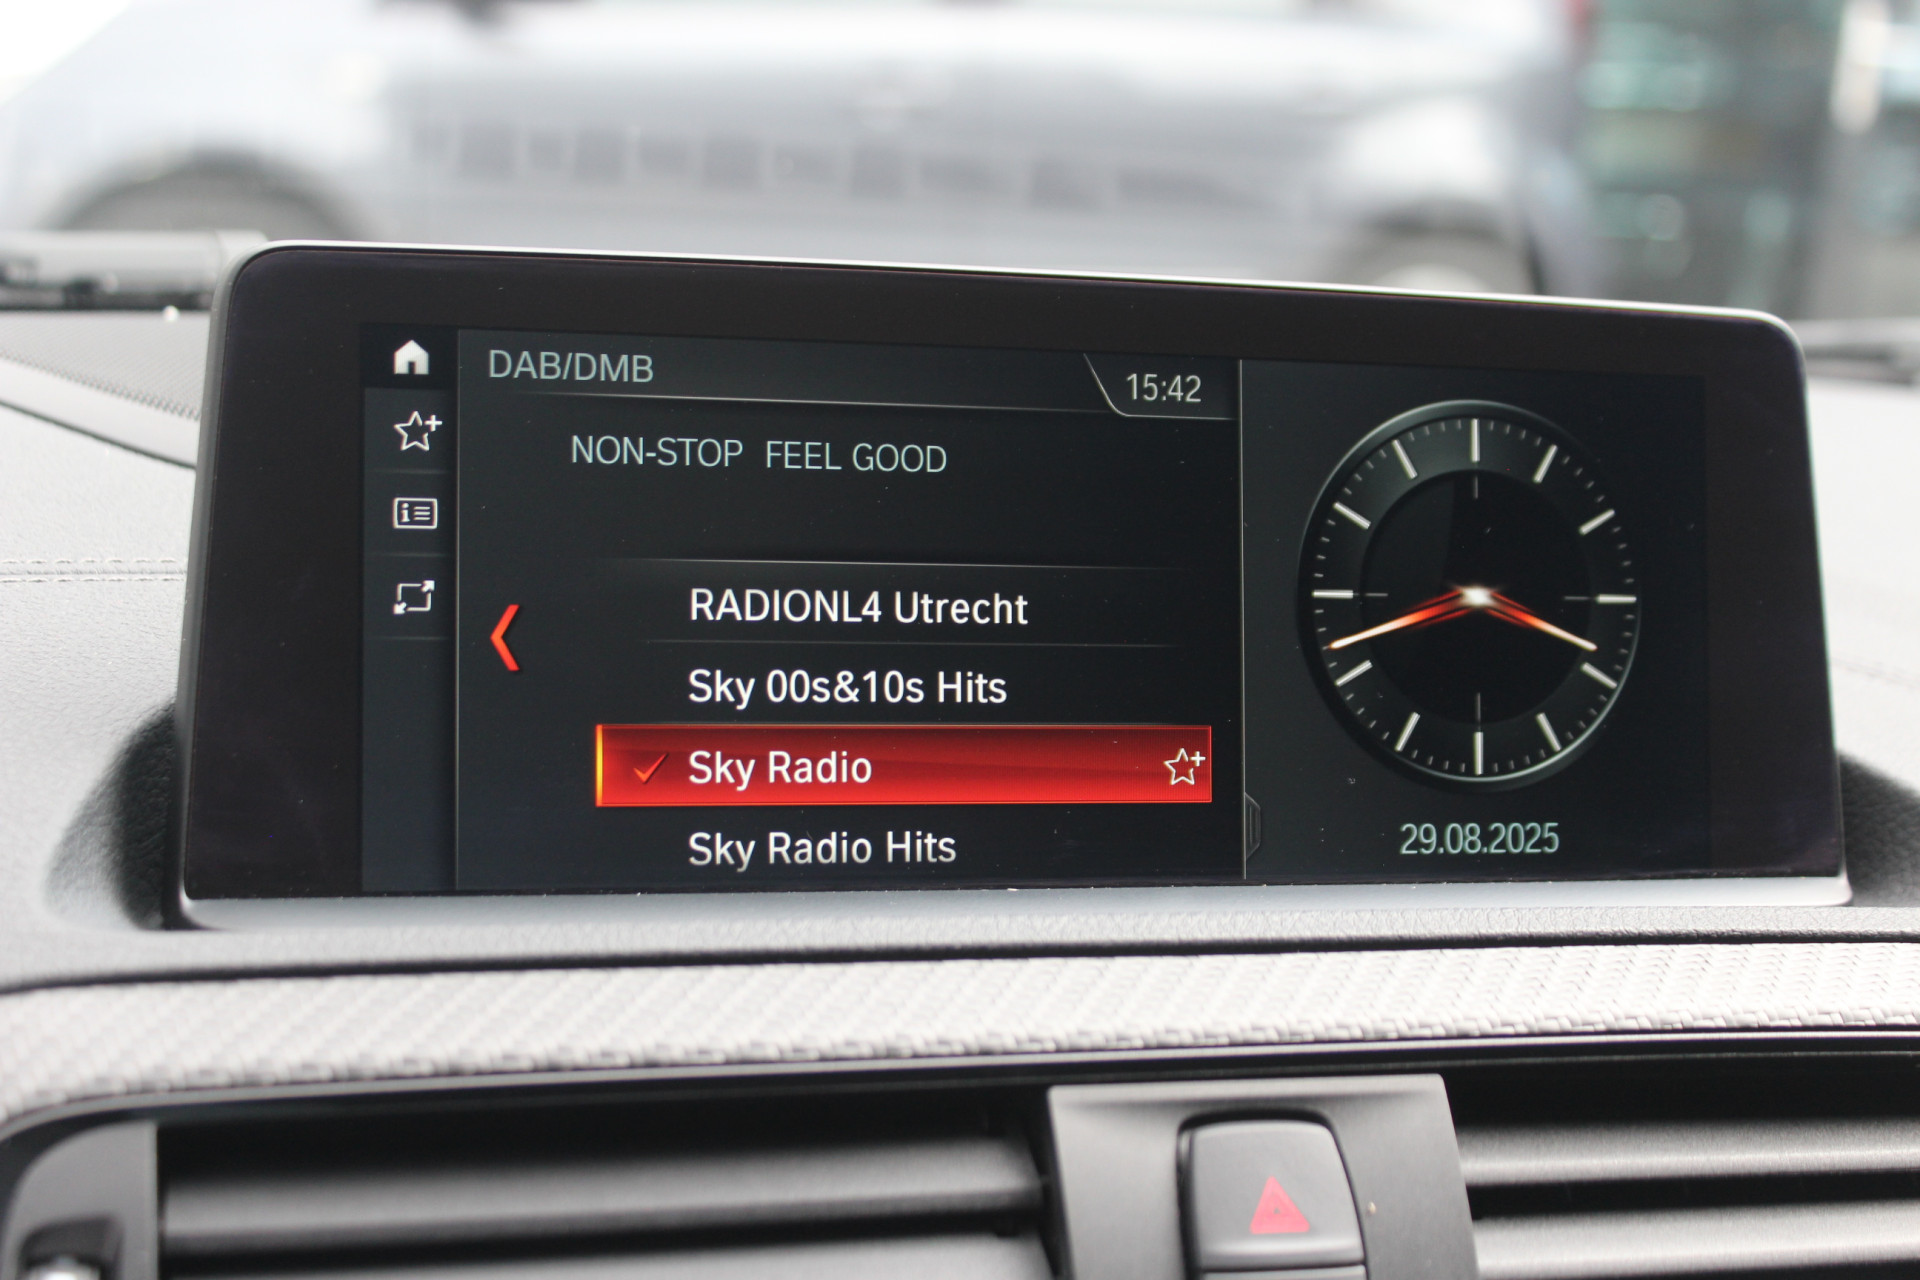 DAB/DMB
15:42
NON-STOP FEEL GOOD
RADIONL4 Utrecht
Sky 00s&10s Hits
Sky Radio
Sky Radio Hits
29.08.2025